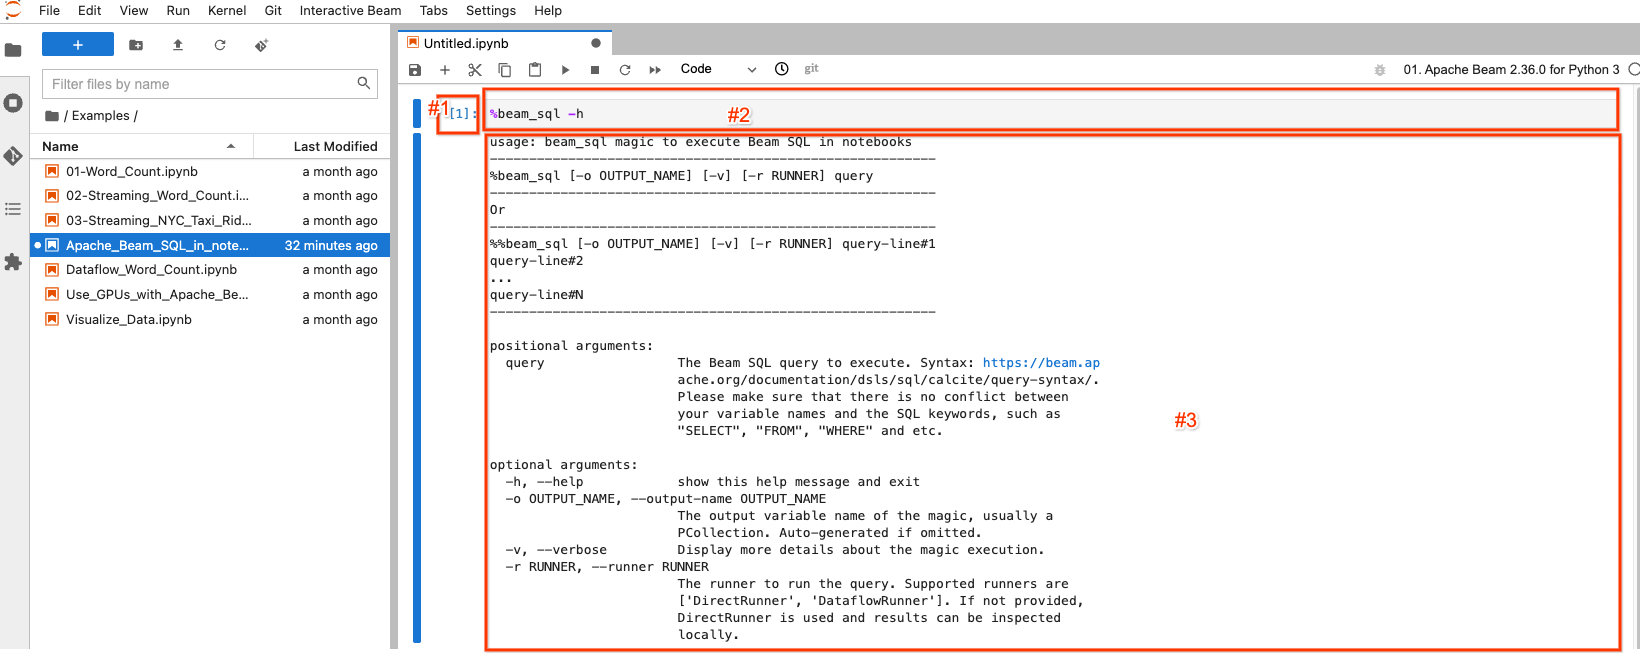 File Edit View Run Kernel Git Interactive Beam Tabs Settings Help
+
Filter files by name
/ Examples /
Name Last Modified
01-Word_Count.ipynb a month ago
02-Streaming_Word_Count.i... a month ago
03-Streaming_NYC_Taxi_Rid... a month ago
Apache_Beam_SQL_in_note... 32 minutes ago
Dataflow_Word_Count.ipynb a month ago
Use_GPUs_with_Apache_Be... a month ago
Visualize_Data.ipynb a month ago
Untitled.ipynb
Code git 01. Apache Beam 2.36.0 for Python 3
#1 [1]: %beam_sql -h #2
usage: beam_sql magic to execute Beam SQL in notebooks
---------------------------------------------------------
%beam_sql [-o OUTPUT_NAME] [-v] [-r RUNNER] query
---------------------------------------------------------
Or
---------------------------------------------------------
%%beam_sql [-o OUTPUT_NAME] [-v] [-r RUNNER] query-line#1
query-line#2
...
query-line#N
---------------------------------------------------------
positional arguments:
query The Beam SQL query to execute. Syntax: https://beam.ap
ache.org/documentation/dsls/sql/calcite/query-syntax/.
Please make sure that there is no conflict between
your variable names and the SQL keywords, such as
"SELECT", "FROM", "WHERE" and etc.
#3
optional arguments:
-h, --help show this help message and exit
-o OUTPUT_NAME, --output-name OUTPUT_NAME
The output variable name of the magic, usually a
PCollection. Auto-generated if omitted.
-v, --verbose Display more details about the magic execution.
-r RUNNER, --runner RUNNER
The runner to run the query. Supported runners are
['DirectRunner', 'DataflowRunner']. If not provided,
DirectRunner is used and results can be inspected
locally.